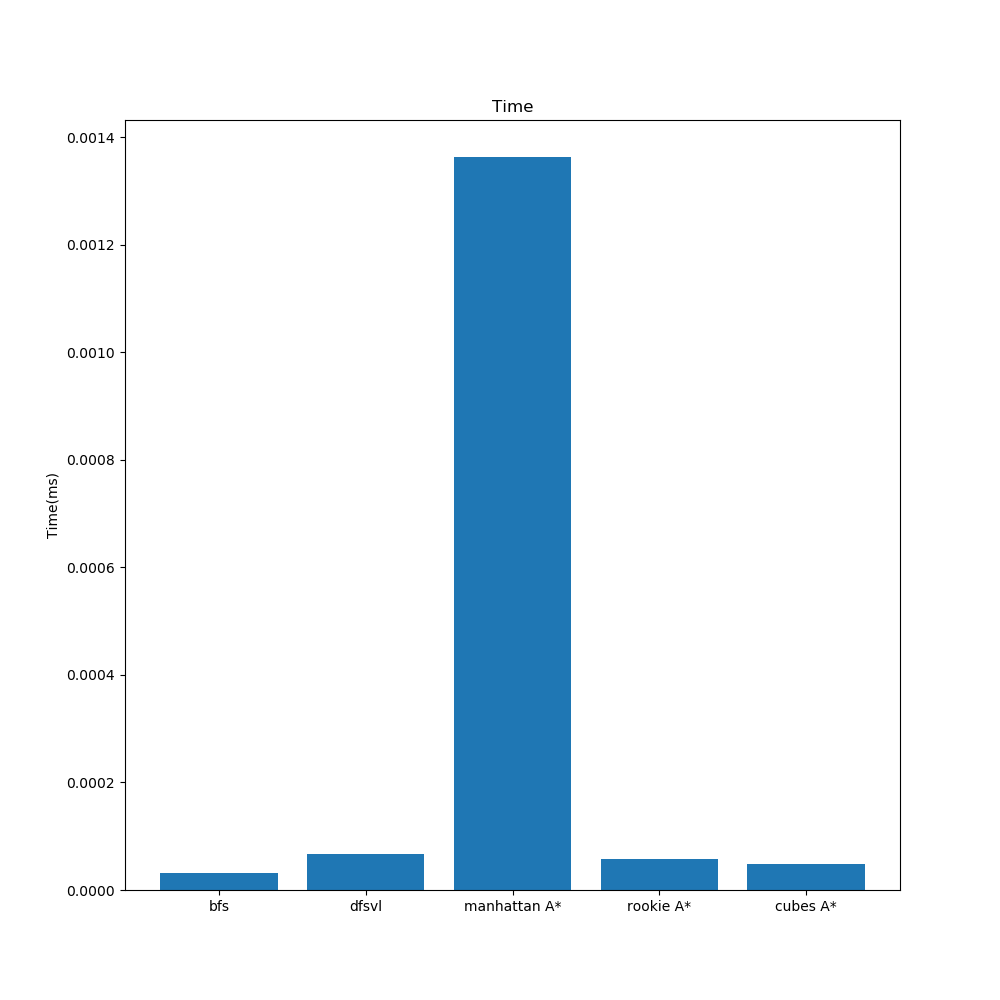 Time
0.0014
0.0012
0.0010
0.0008
0.0006
0.0004
0.0002
0.0000
Time(ms)
bfs
dfsvl
manhattan A*
rookie A*
cubes A*